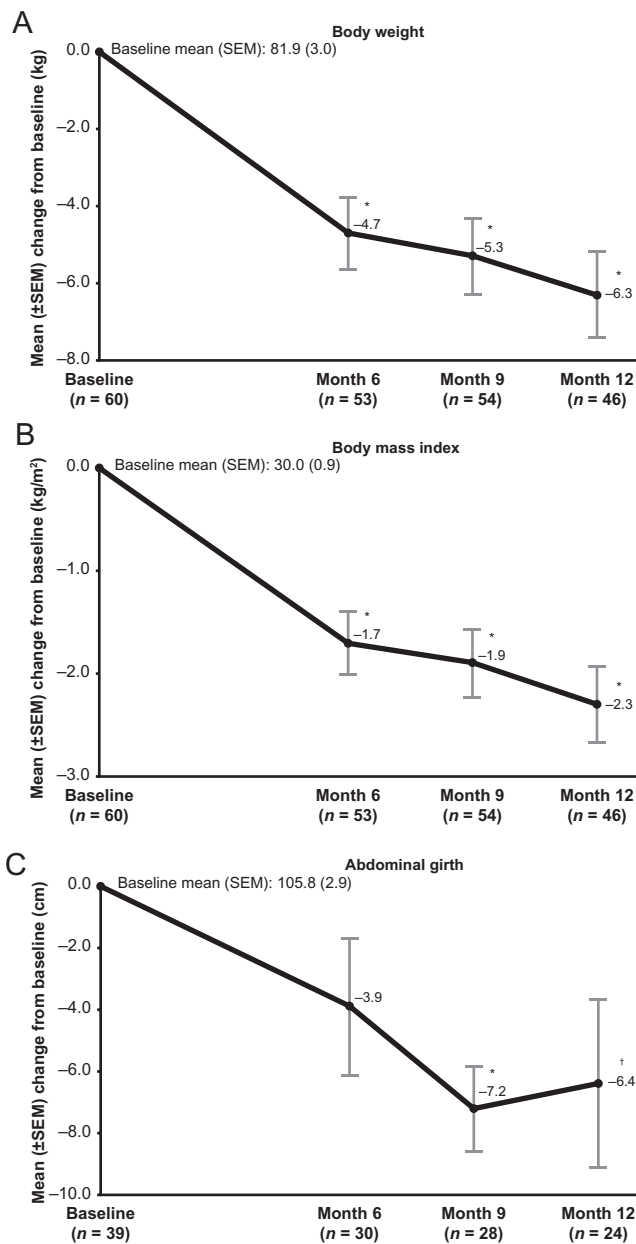 A
Body weight
Mean (±SEM) change from baseline (kg)
0.0
Baseline mean (SEM): 81.9 (3.0)
–2.0
–4.0
–6.0
–8.0
*
–4.7
*
–5.3
*
–6.3
Baseline Month 6 Month 9 Month 12
(n = 60) (n = 53) (n = 54) (n = 46)
B
Body mass index
Mean (±SEM) change from baseline (kg/m²)
0.0
Baseline mean (SEM): 30.0 (0.9)
–1.0
–2.0
–3.0
*
–1.7
*
–1.9
*
–2.3
Baseline Month 6 Month 9 Month 12
(n = 60) (n = 53) (n = 54) (n = 46)
C
Abdominal girth
Mean (±SEM) change from baseline (cm)
0.0
Baseline mean (SEM): 105.8 (2.9)
–2.0
–4.0
–6.0
–8.0
–10.0
–3.9
*
–7.2
†
–6.4
Baseline Month 6 Month 9 Month 12
(n = 39) (n = 30) (n = 28) (n = 24)